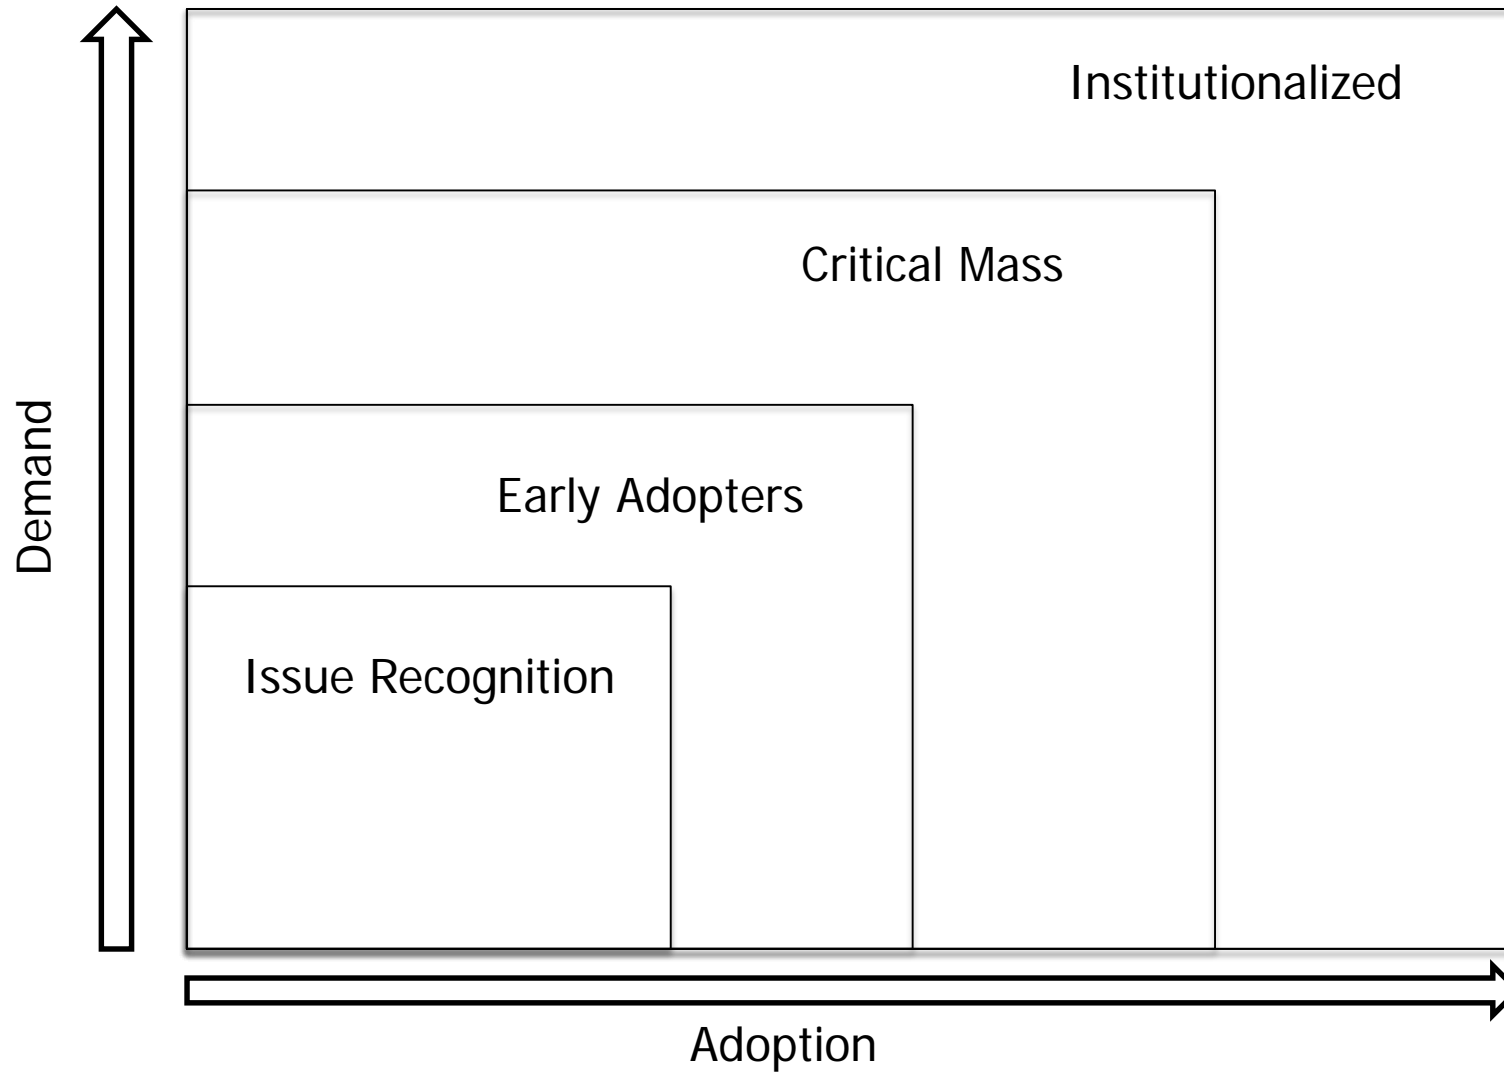 Institutionalized
Critical Mass
Early Adopters
Issue Recognition
Demand
Adoption